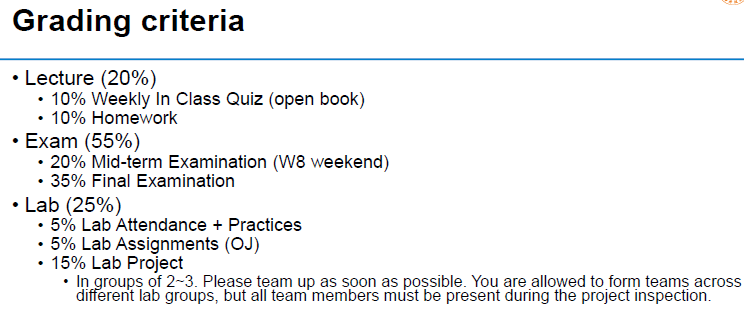 Grading criteria
• Lecture (20%)
• 10% Weekly In Class Quiz (open book)
• 10% Homework
• Exam (55%)
• 20% Mid-term Examination (W8 weekend)
• 35% Final Examination
• Lab (25%)
• 5% Lab Attendance + Practices
• 5% Lab Assignments (OJ)
• 15% Lab Project
• In groups of 2~3. Please team up as soon as possible. You are allowed to form teams across
different lab groups, but all team members must be present during the project inspection.